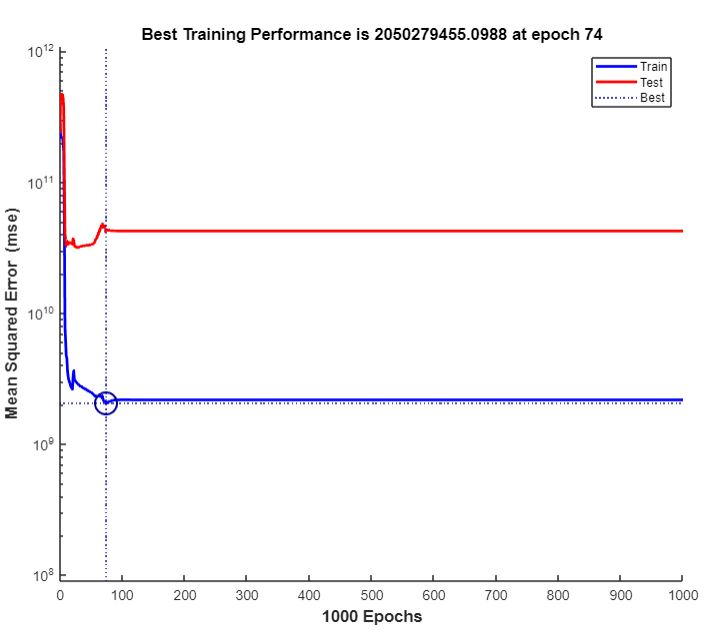 Best Training Performance is 2050279455.0988 at epoch 74
Train
Test
Best
Mean Squared Error (mse)
10^12
10^11
10^10
10^9
10^8
0 100 200 300 400 500 600 700 800 900 1000
1000 Epochs